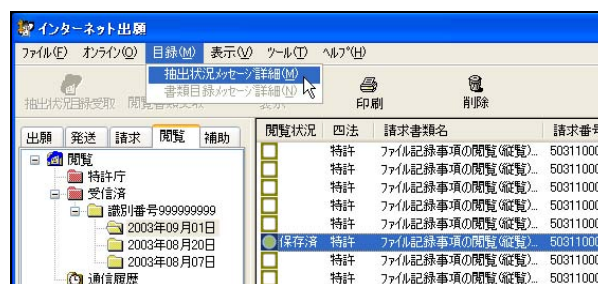 インターネット出願
ファイル(F) オンライン(O) 目録(M) 表示(V) ツール(T) ヘルプ(H)
抽出状況メッセージ詳細(M)
書類目録メッセージ詳細(N)
抽出状況目録受取 印刷 削除
出願 発送 請求 閲覧 補助
閲覧状況 四法 請求書類名 請求番号
閲覧
特許庁
受信済
識別番号999999999
2003年09月01日
2003年08月20日
2003年08月07日
通信履歴
特許 ファイル記録事項の閲覧(縦覧)... 50311000
特許 ファイル記録事項の閲覧(縦覧)... 50311000
特許 ファイル記録事項の閲覧(縦覧)... 50311000
特許 ファイル記録事項の閲覧(縦覧)... 50311000
特許 ファイル記録事項の閲覧(縦覧)... 50311000
保存済 特許 ファイル記録事項の閲覧(縦覧)... 50311000
特許 ファイル記録事項の閲覧(縦覧)... 50311000
特許 ファイル記録事項の閲覧(縦覧)... 50311000